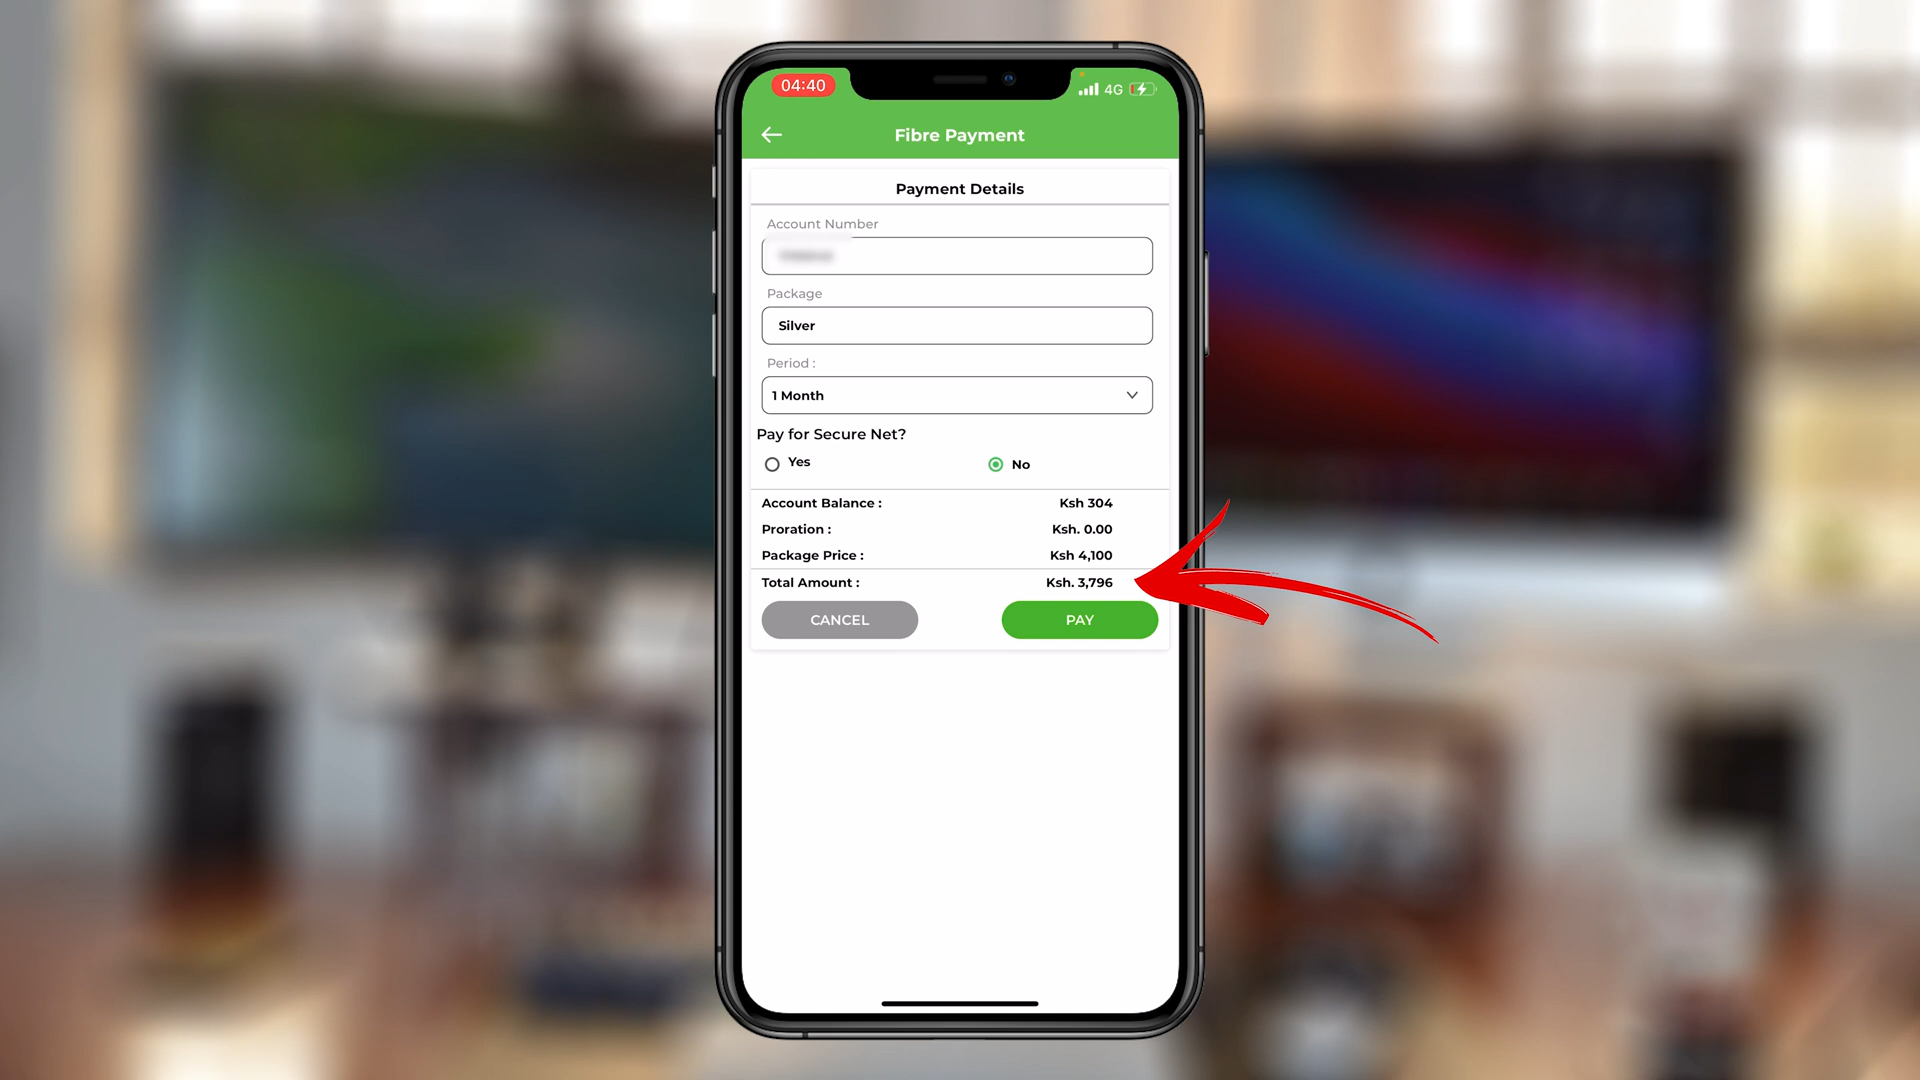 04:40
4G
Fibre Payment
Payment Details
Account Number
Package
Silver
Period :
1 Month
Pay for Secure Net?
Yes
No
Account Balance : Ksh 304
Proration : Ksh. 0.00
Package Price : Ksh 4,100
Total Amount : Ksh. 3,796
CANCEL
PAY